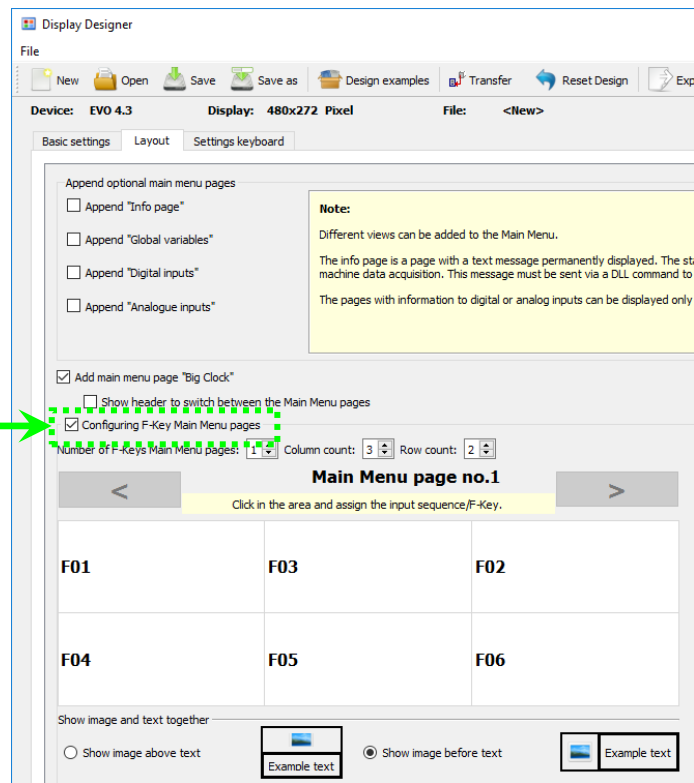 Display Designer
File
New Open Save Save as Design examples Transfer Reset Design Exp
Device: EVO 4.3 Display: 480x272 Pixel File: <New>
Basic settings Layout Settings keyboard
Append optional main menu pages
Append "Info page"
Append "Global variables"
Append "Digital inputs"
Append "Analogue inputs"
Note:
Different views can be added to the Main Menu.
The info page is a page with a text message permanently displayed. The sta
machine data acquisition. This message must be sent via a DLL command to
The pages with information to digital or analog inputs can be displayed only
Add main menu page "Big Clock"
Show header to switch between the Main Menu pages
Configuring F-Key Main Menu pages
Number of F-Keys Main Menu pages: 1 Column count: 3 Row count: 2
< Main Menu page no.1 >
Click in the area and assign the input sequence/F-Key.
F01 F03 F02
F04 F05 F06
Show image and text together
Show image above text
Example text
Show image before text
Example text